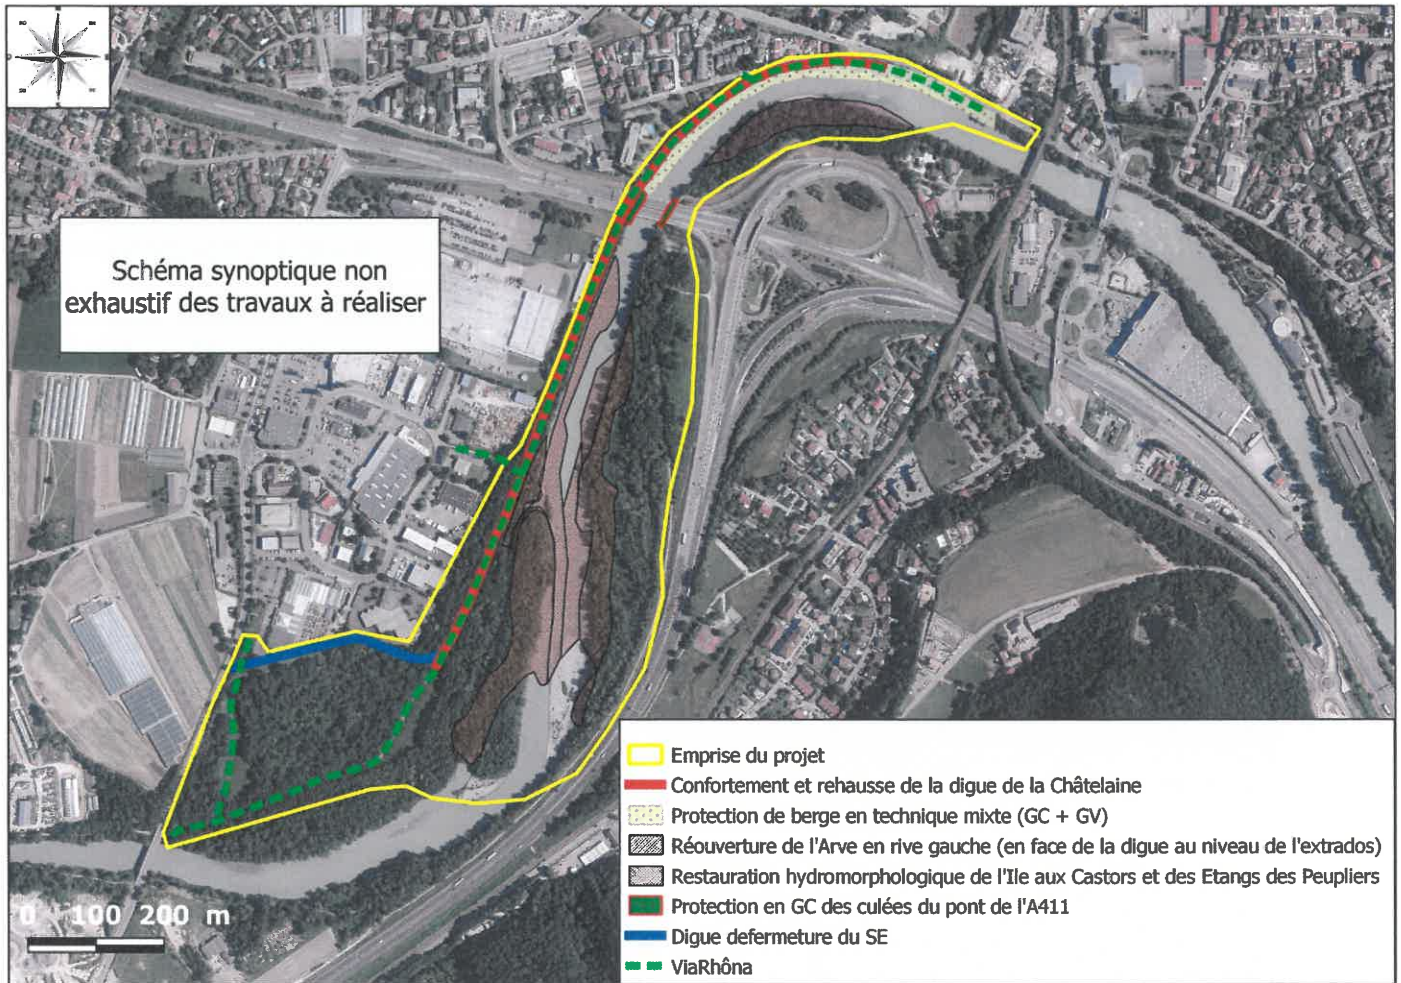 Schéma synoptique non
exhaustif des travaux à réaliser
Emprise du projet
Confortement et rehausse de la digue de la Châtelaine
Protection de berge en technique mixte (GC + GV)
Réouverture de l'Arve en rive gauche (en face de la digue au niveau de l'extrados)
Restauration hydromorphologique de l'Ile aux Castors et des Etangs des Peupliers
Protection en GC des culées du pont de l'A411
Digue defermeture du SE
ViaRhôna
0 100 200 m